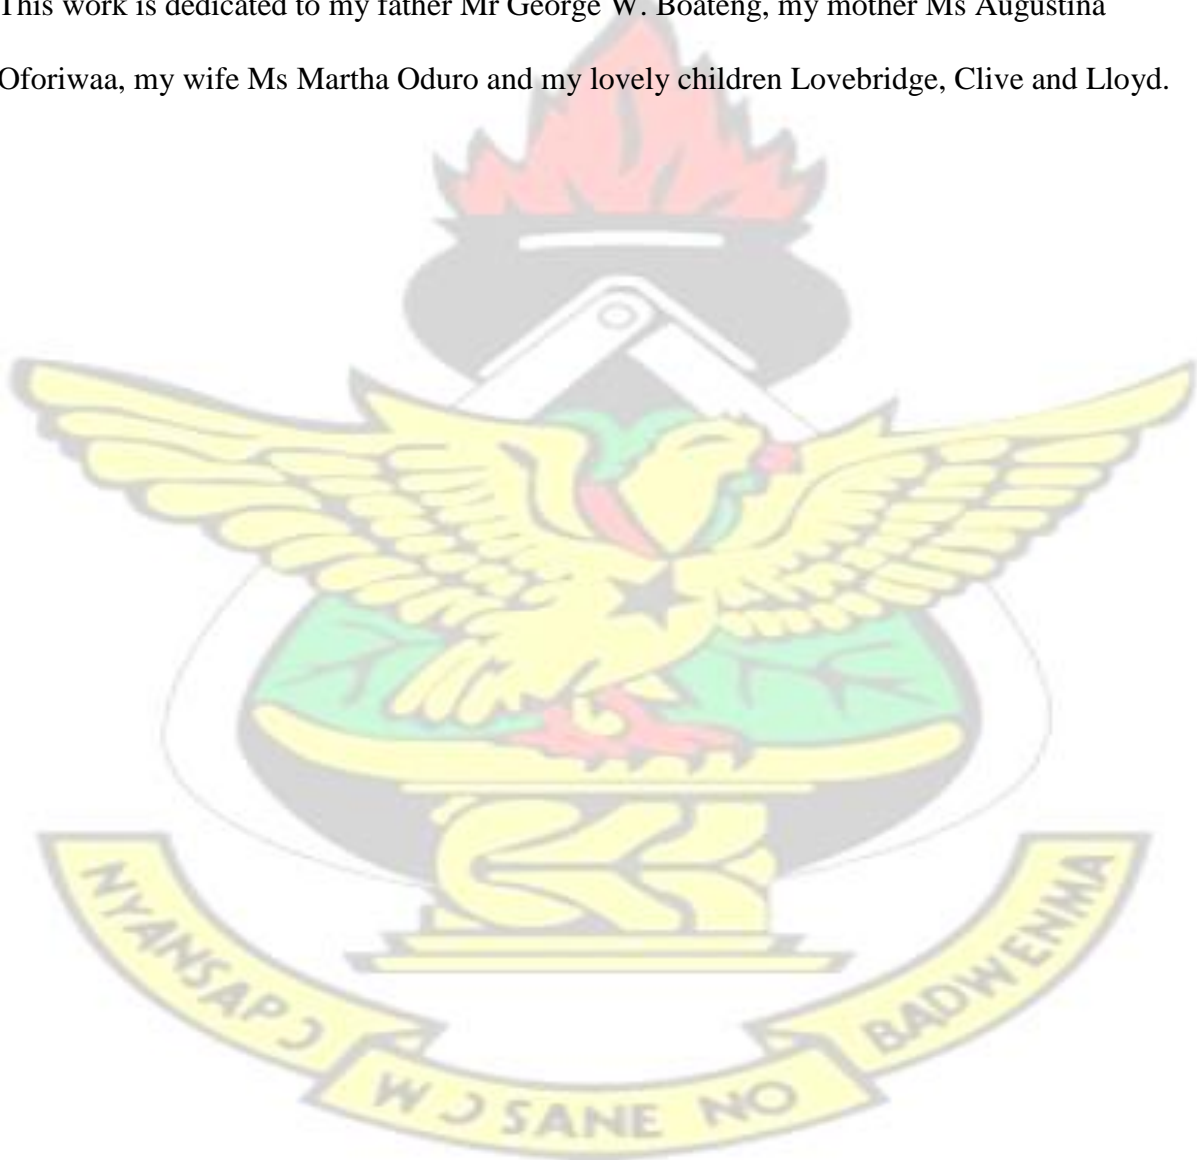 This work is dedicated to my father Mr George W. Boateng, my mother Ms Augustina
Oforiwaa, my wife Ms Martha Oduro and my lovely children Lovebridge, Clive and Lloyd.
NYANSAPƆ
WƆSANE NO
BADWENMA